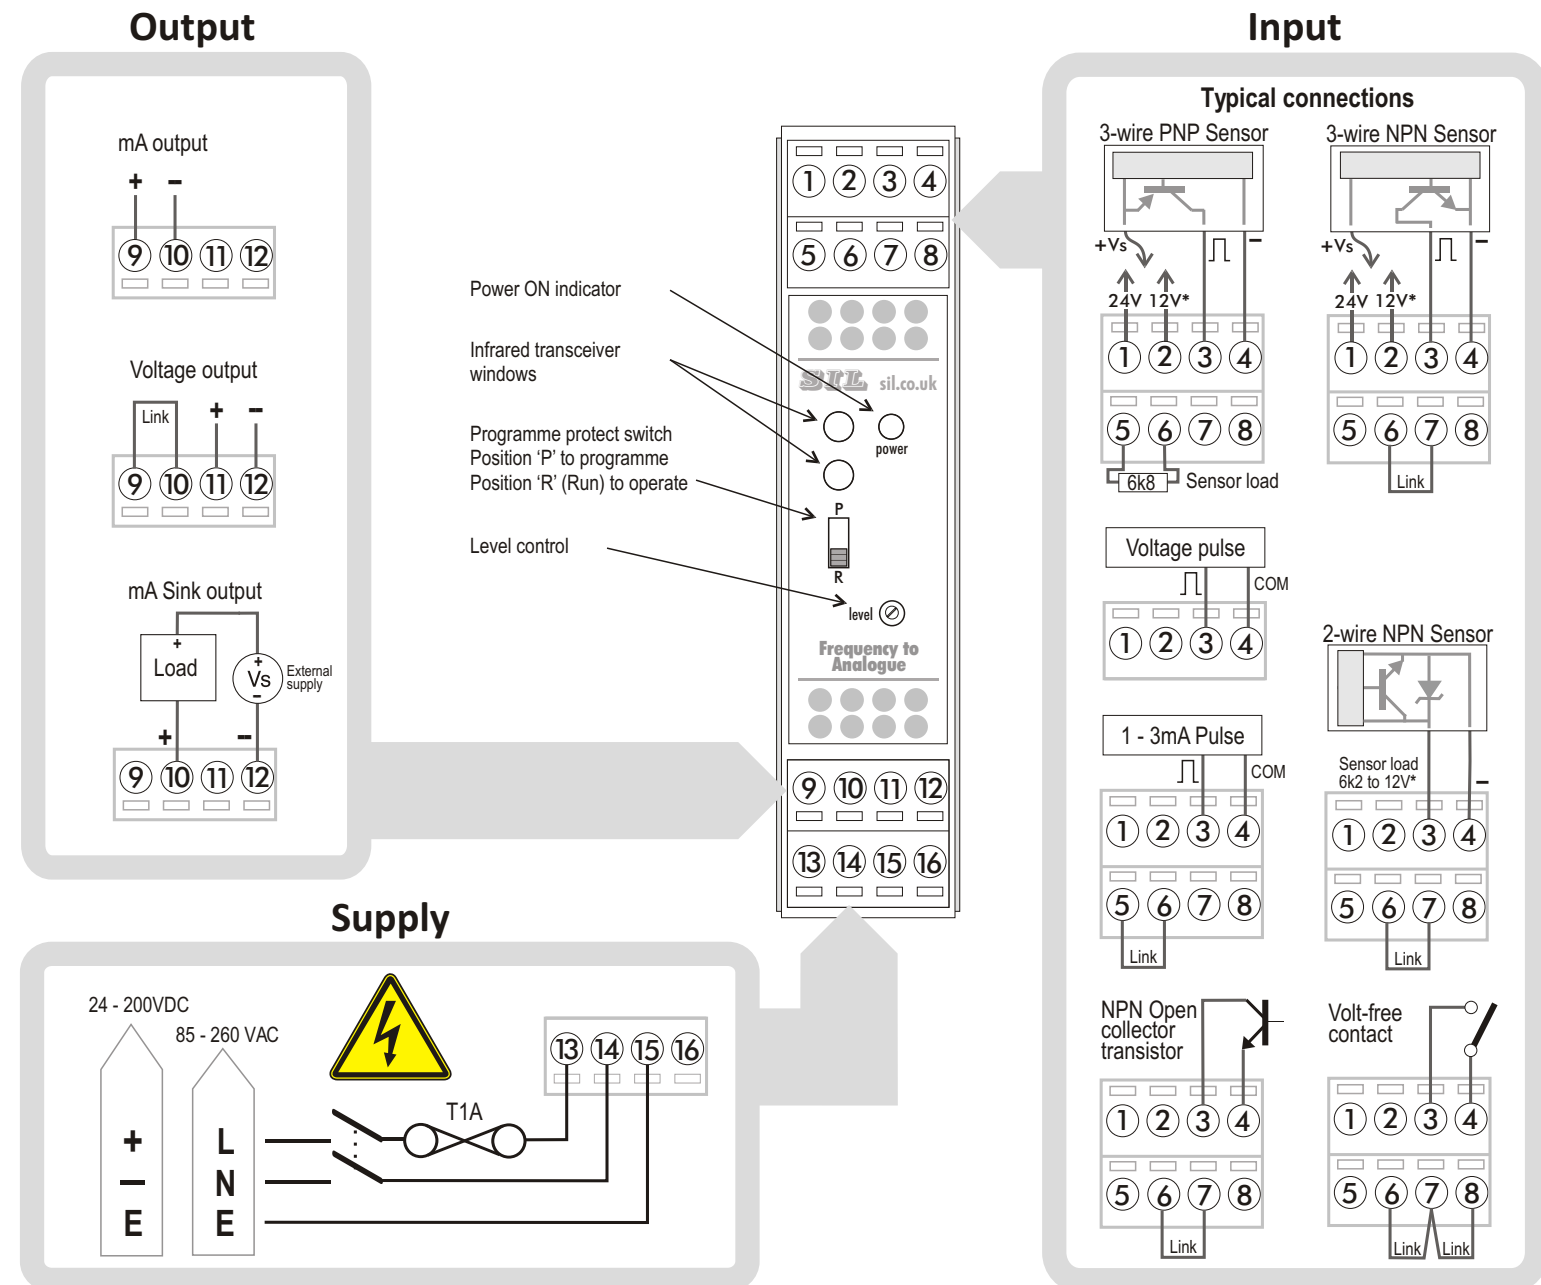 Output
mA output
+ −
9 10 11 12
Voltage output
Link + −
9 10 11 12
mA Sink output
+ +
Load Vs External
supply
−
+ −
9 10 11 12
1 2 3 4
5 6 7 8
SIL sil.co.uk
power
P
R
level
Frequency to
Analogue
9 10 11 12
13 14 15 16
Power ON indicator
Infrared transceiver
windows
Programme protect switch
Position ‘P’ to programme
Position ‘R’ (Run) to operate
Level control
Input
Typical connections
3-wire PNP Sensor
+Vs −
24V 12V*
1 2 3 4
5 6 7 8
6k8 Sensor load
3-wire NPN Sensor
+Vs −
24V 12V*
1 2 3 4
5 6 7 8
Link
Voltage pulse
COM
1 2 3 4
2-wire NPN Sensor
Sensor load
6k2 to 12V* −
1 2 3 4
5 6 7 8
Link
1 - 3mA Pulse
COM
1 2 3 4
5 6 7 8
Link
NPN Open
collector
transistor
1 2 3 4
5 6 7 8
Link
Volt-free
contact
1 2 3 4
5 6 7 8
Link Link
Supply
24 - 200VDC
85 - 260 VAC
13 14 15 16
T1A
+ L
− N
E E